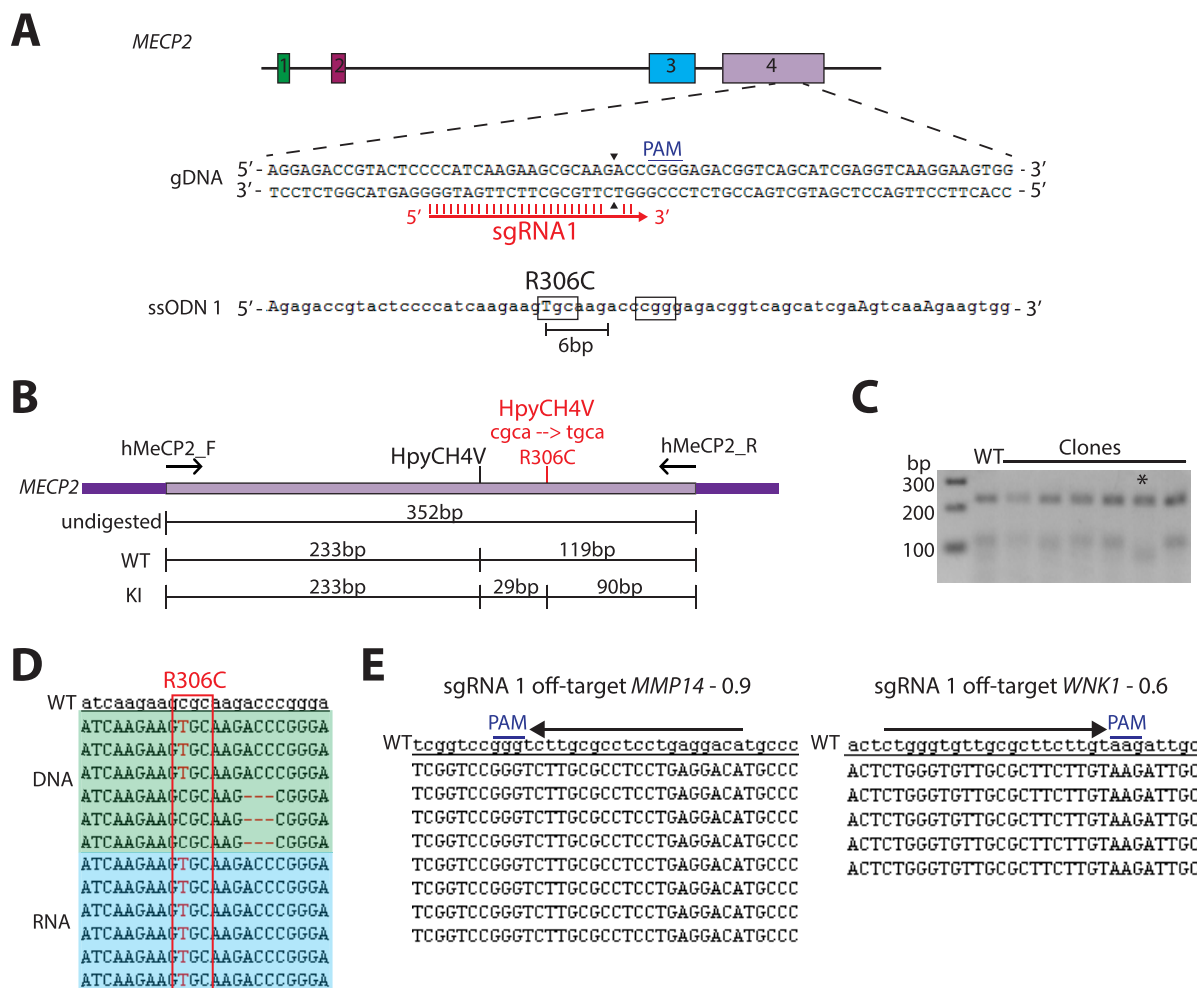 A
MECP2
1 2 3 4
PAM
gDNA
5’ - AGGAGACCGTACTCCCCATCAAGAAGCGCAAGACCCGGGAGACGGTCAGCATCGAGGTCAAGGAAGTGG - 3’
3’ - TCCTCTGGCATGAGGGGTAGTTCTTCGCGTTCTGGGCCCTCTGCCAGTCGTAGCTCCAGTTCCTTCACC - 5’
5’ 3’
sgRNA1
R306C
ssODN 1 5’ - AgagaccgtactccccatcaagaagTgcaagacccgggagacggtcagcatcgaAgtcaaAgaagtgg - 3’
6bp
B
HpyCH4V
cgca --> tgca
hMeCP2_F HpyCH4V R306C hMeCP2_R
MECP2
undigested 352bp
WT 233bp 119bp
KI 233bp 29bp 90bp
C
bp WT Clones
300
200
100
*
D
R306C
WT atcaagaagcgcaagacccggga
ATCAAGAAGTGCAAGACCCGGGA
ATCAAGAAGTGCAAGACCCGGGA
DNA ATCAAGAAGTGCAAGACCCGGGA
ATCAAGAAGCGCAAG---CGGGA
ATCAAGAAGCGCAAG---CGGGA
ATCAAGAAGCGCAAG---CGGGA
ATCAAGAAGTGCAAGACCCGGGA
ATCAAGAAGTGCAAGACCCGGGA
ATCAAGAAGTGCAAGACCCGGGA
RNA ATCAAGAAGTGCAAGACCCGGGA
ATCAAGAAGTGCAAGACCCGGGA
ATCAAGAAGTGCAAGACCCGGGA
E
sgRNA 1 off-target MMP14 - 0.9
PAM
WT tcggtccgggtcttgcgcctcctgaggacatgccc
TCGGTCCGGGTCTTGCGCCTCCTGAGGACATGCCC
TCGGTCCGGGTCTTGCGCCTCCTGAGGACATGCCC
TCGGTCCGGGTCTTGCGCCTCCTGAGGACATGCCC
TCGGTCCGGGTCTTGCGCCTCCTGAGGACATGCCC
TCGGTCCGGGTCTTGCGCCTCCTGAGGACATGCCC
TCGGTCCGGGTCTTGCGCCTCCTGAGGACATGCCC
TCGGTCCGGGTCTTGCGCCTCCTGAGGACATGCCC
TCGGTCCGGGTCTTGCGCCTCCTGAGGACATGCCC
sgRNA 1 off-target WNK1 - 0.6
PAM
WT actctgggtgttgcgcttcttgtaagattgc
ACTCTGGGTGTTGCGCTTCTTGTAAGATTGC
ACTCTGGGTGTTGCGCTTCTTGTAAGATTGC
ACTCTGGGTGTTGCGCTTCTTGTAAGATTGC
ACTCTGGGTGTTGCGCTTCTTGTAAGATTGC
ACTCTGGGTGTTGCGCTTCTTGTAAGATTGC